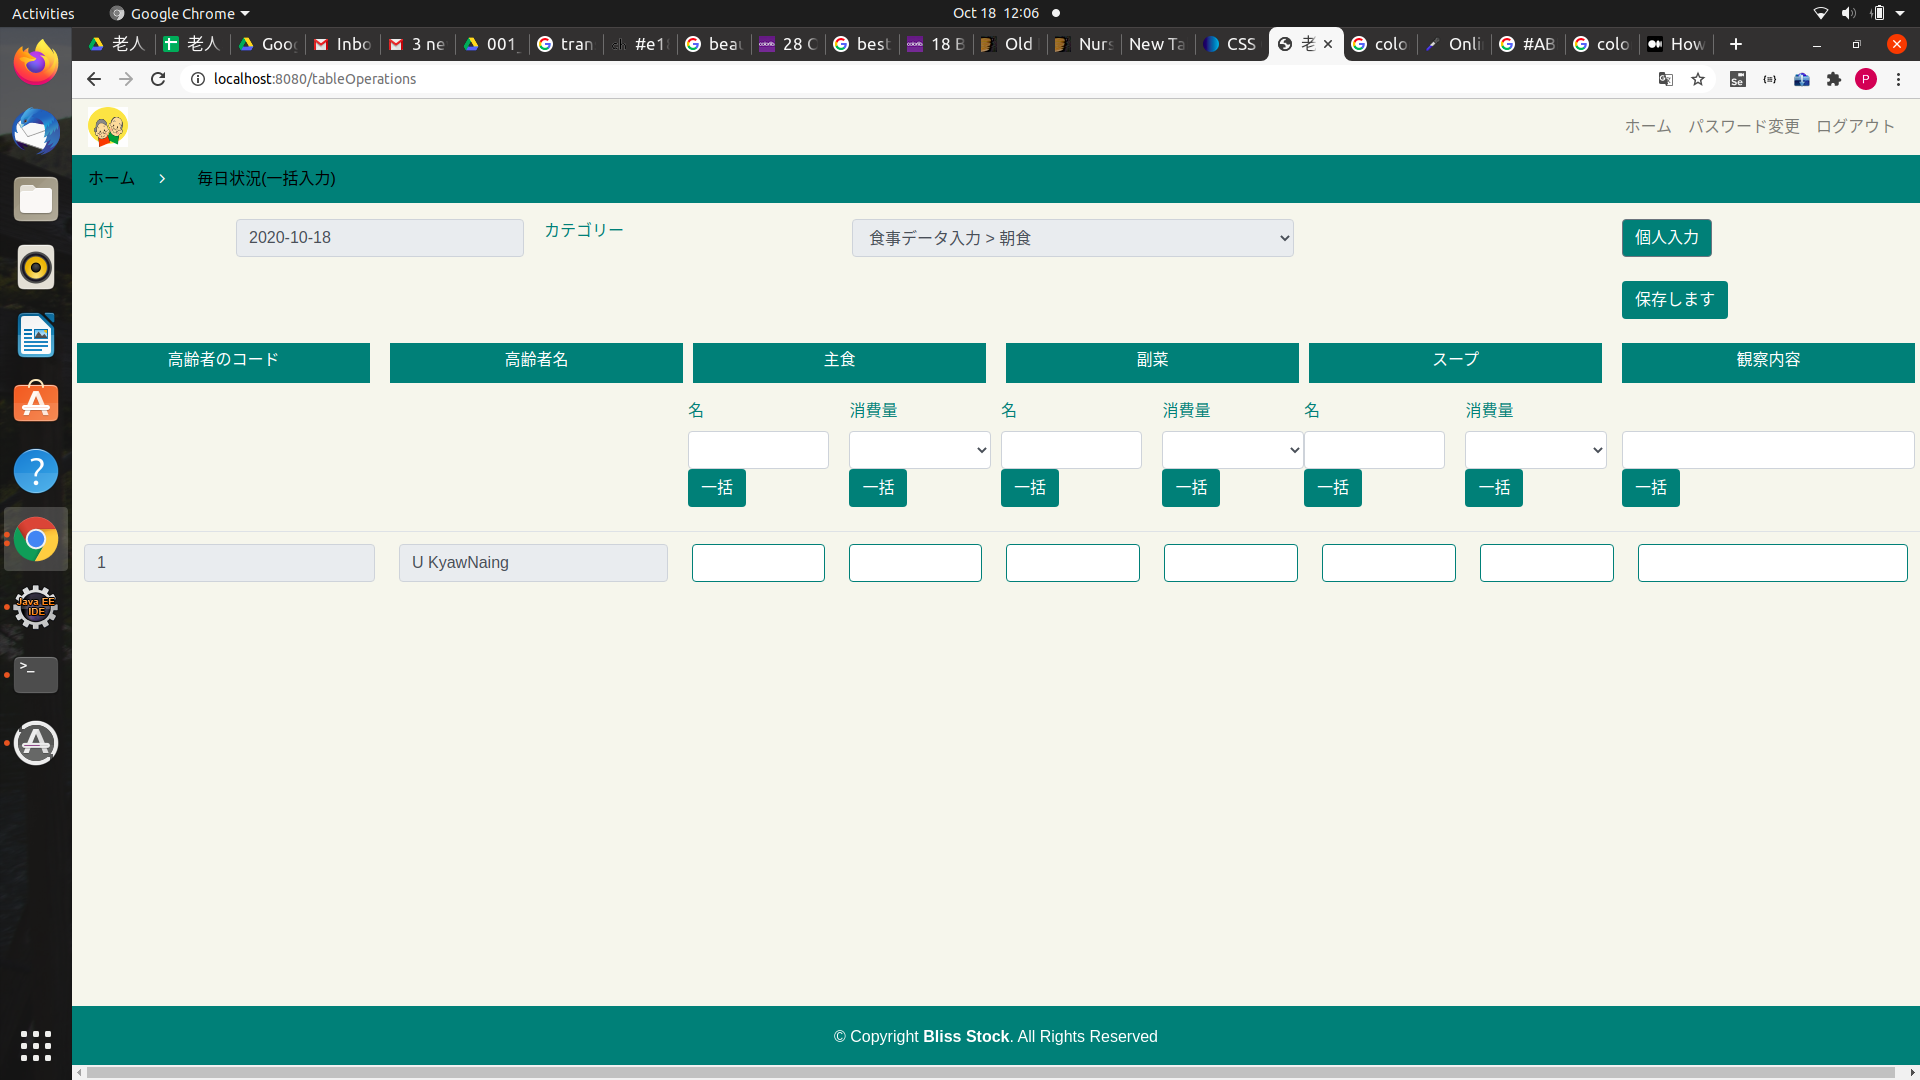 Activities Google Chrome Oct 18 12:06
老人 老人 Goog Inbo 3 ne 001_ tran #e18 beau 28 C best 18 B Old Nurs New Ta CSS 老 colo Onli #AB colo How
localhost:8080/tableOperations P
ホーム パスワード変更 ログアウト
ホーム 毎日状況(一括入力)
日付 2020-10-18 カテゴリー 食事データ入力 > 朝食 個人入力
保存します
高齢者のコード 高齢者名 主食 副菜 スープ 観察内容
名 消費量 名 消費量 名 消費量
一括 一括 一括 一括 一括 一括 一括
1 U KyawNaing
© Copyright Bliss Stock. All Rights Reserved
Java EE
IDE